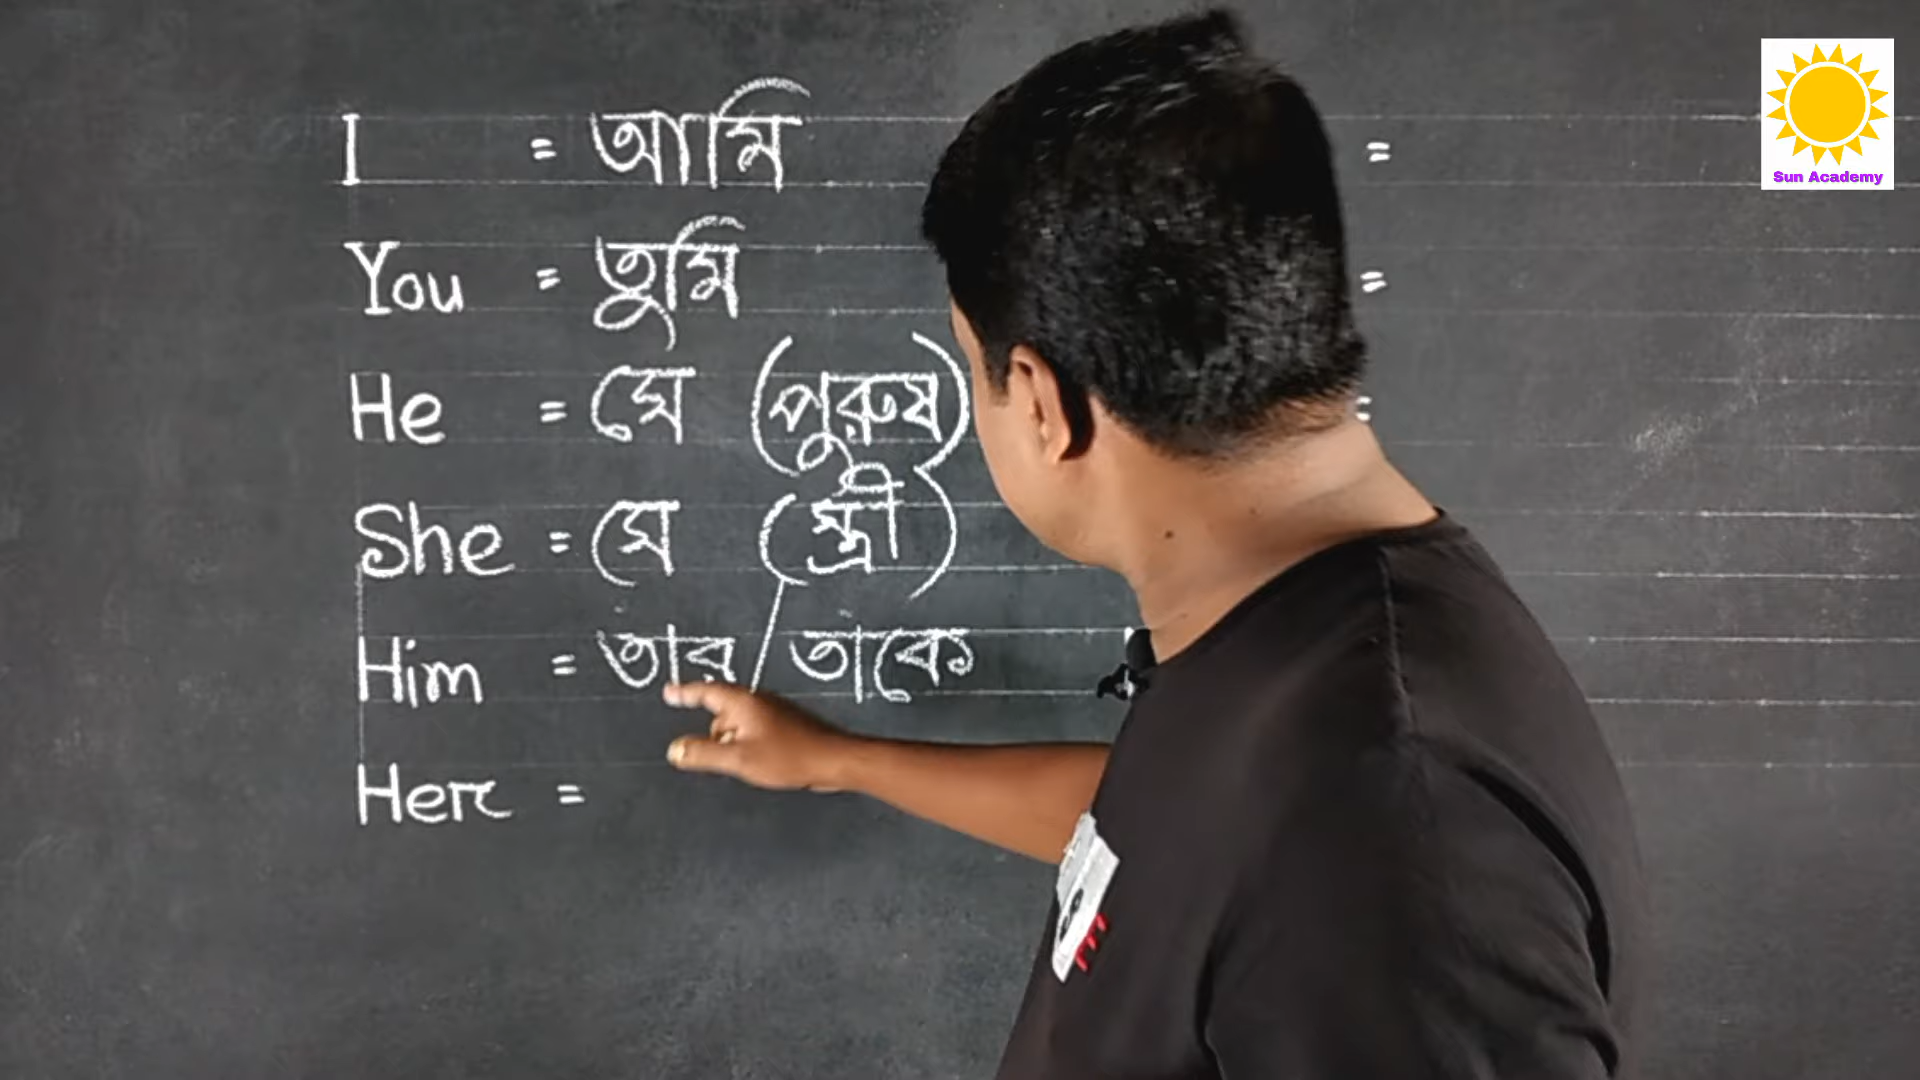 I = আমি =
You = তুমি =
He = সে (পুরুষ) =
She = সে (স্ত্রী)
Him = তার / তাকে
Here =
Sun Academy